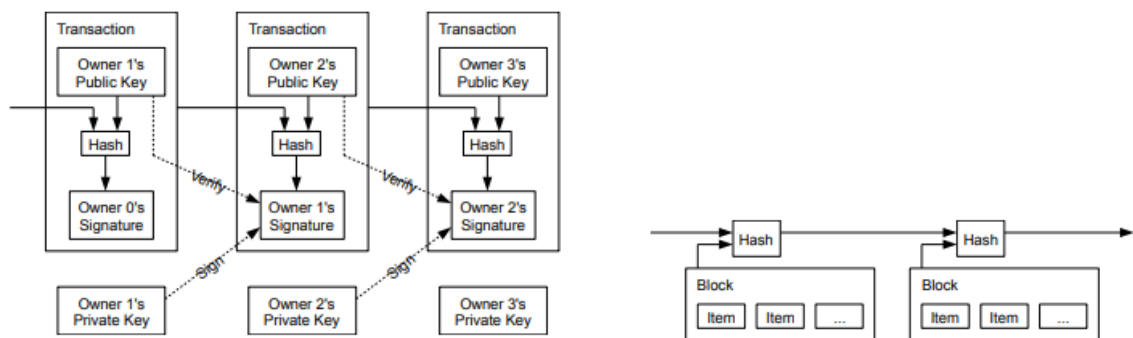 Transaction
Owner 1's
Public Key
Hash
Verify
Owner 0's
Signature
Transaction
Owner 2's
Public Key
Hash
Verify
Owner 1's
Signature
Transaction
Owner 3's
Public Key
Hash
Owner 2's
Signature
Sign
Sign
Owner 1's
Private Key
Owner 2's
Private Key
Owner 3's
Private Key
Hash
Hash
Block
Item
Item
...
Block
Item
Item
...